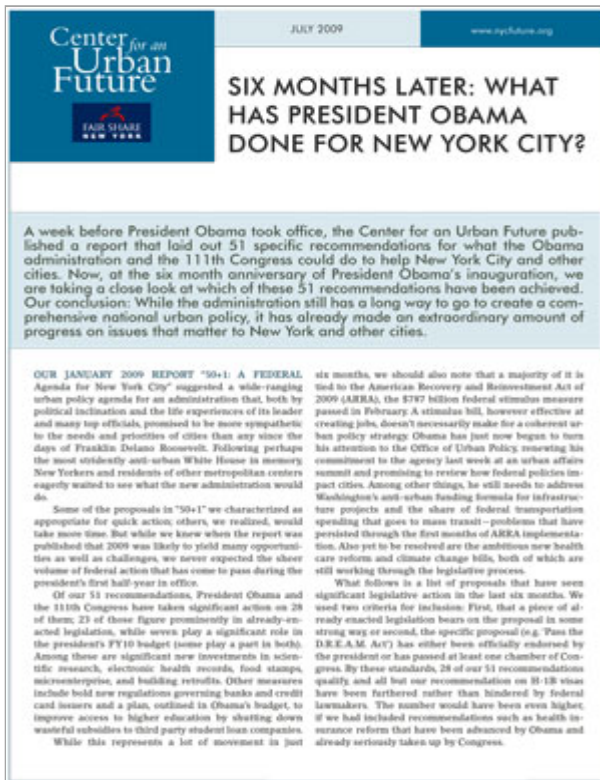 Center for an
Urban
Future
FAIR SHARE
NEW YORK
JULY 2009
www.nycfuture.org
SIX MONTHS LATER: WHAT
HAS PRESIDENT OBAMA
DONE FOR NEW YORK CITY?
A week before President Obama took office, the Center for an Urban Future pub-
lished a report that laid out 51 specific recommendations for what the Obama
administration and the 111th Congress could do to help New York City and other
cities. Now, at the six month anniversary of President Obama's inauguration, we
are taking a close look at which of these 51 recommendations have been achieved.
Our conclusion: While the administration still has a long way to go to create a com-
prehensive national urban policy, it has already made an extraordinary amount of
progress on issues that matter to New York and other cities.
OUR JANUARY 2009 REPORT "50+1: A FEDERAL
Agenda for New York City" suggested a wide-ranging
urban policy agenda for an administration that, both by
political inclination and the life experiences of its leader
and many top officials, promised to be more sympathetic
to the needs and priorities of cities than any since the
days of Franklin Delano Roosevelt. Following perhaps
the most stridently anti-urban White House in memory,
New Yorkers and residents of other metropolitan centers
eagerly waited to see what the new administration would
do.
Some of the proposals in "50+1" we characterized as
appropriate for quick action; others, we realized, would
take more time. But while we knew when the report was
published that 2009 was likely to yield many opportuni-
ties as well as challenges, we never expected the sheer
volume of federal action that has come to pass during the
president's first half-year in office.
Of our 51 recommendations, President Obama and
the 111th Congress have taken significant action on 28
of them; 23 of those figure prominently in already-en-
acted legislation, while seven play a significant role in
the president's FY10 budget (some play a part in both).
Among these are significant new investments in scien-
tific research, electronic health records, food stamps,
microenterprise, and building retrofits. Other measures
include bold new regulations governing banks and credit
card issuers and a plan, outlined in Obama's budget, to
improve access to higher education by shutting down
wasteful subsidies to third party student loan companies.
While this represents a lot of movement in just
six months, we should also note that a majority of it is
tied to the American Recovery and Reinvestment Act of
2009 (ARRA), the $787 billion federal stimulus measure
passed in February. A stimulus bill, however effective at
creating jobs, doesn't necessarily make for a coherent ur-
ban policy strategy. Obama has just now begun to turn
his attention to the Office of Urban Policy, renewing his
commitment to the agency last week at an urban affairs
summit and promising to review how federal policies im-
pact cities. Among other things, he still needs to address
Washington's anti-urban funding formula for infrastruc-
ture projects and the share of federal transportation
spending that goes to mass transit—problems that have
persisted through the first months of ARRA implementa-
tion. Also yet to be resolved are the ambitious new health
care reform and climate change bills, both of which are
still working through the legislative process.
What follows is a list of proposals that have seen
significant legislative action in the last six months. We
used two criteria for inclusion: First, that a piece of al-
ready enacted legislation bears on the proposal in some
strong way, or second, the specific proposal (e.g. 'Pass the
D.R.E.A.M. Act') has either been officially endorsed by
the president or has passed at least one chamber of Con-
gress. By these standards, 28 of our 51 recommendations
qualify, and all but our recommendation on H-1B visas
have been furthered rather than hindered by federal
lawmakers. The number would have been even higher,
if we had included recommendations such as health in-
surance reform that have been advanced by Obama and
already seriously taken up by Congress.